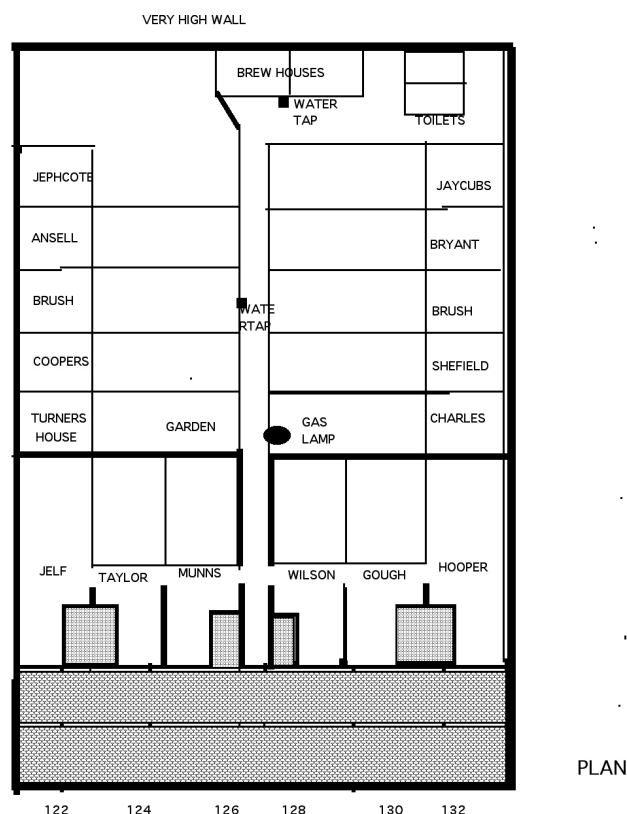 VERY HIGH WALL
BREW HOUSES
WATER
TAP
TOILETS
JEPHCOTE
JAYCUBS
ANSELL
BRYANT
BRUSH
WATE
RTAP
BRUSH
COOPERS
SHEFIELD
TURNERS
HOUSE
GARDEN
GAS
LAMP
CHARLES
JELF
TAYLOR
MUNNS
WILSON
GOUGH
HOOPER
PLAN
122 124 126 128 130 132